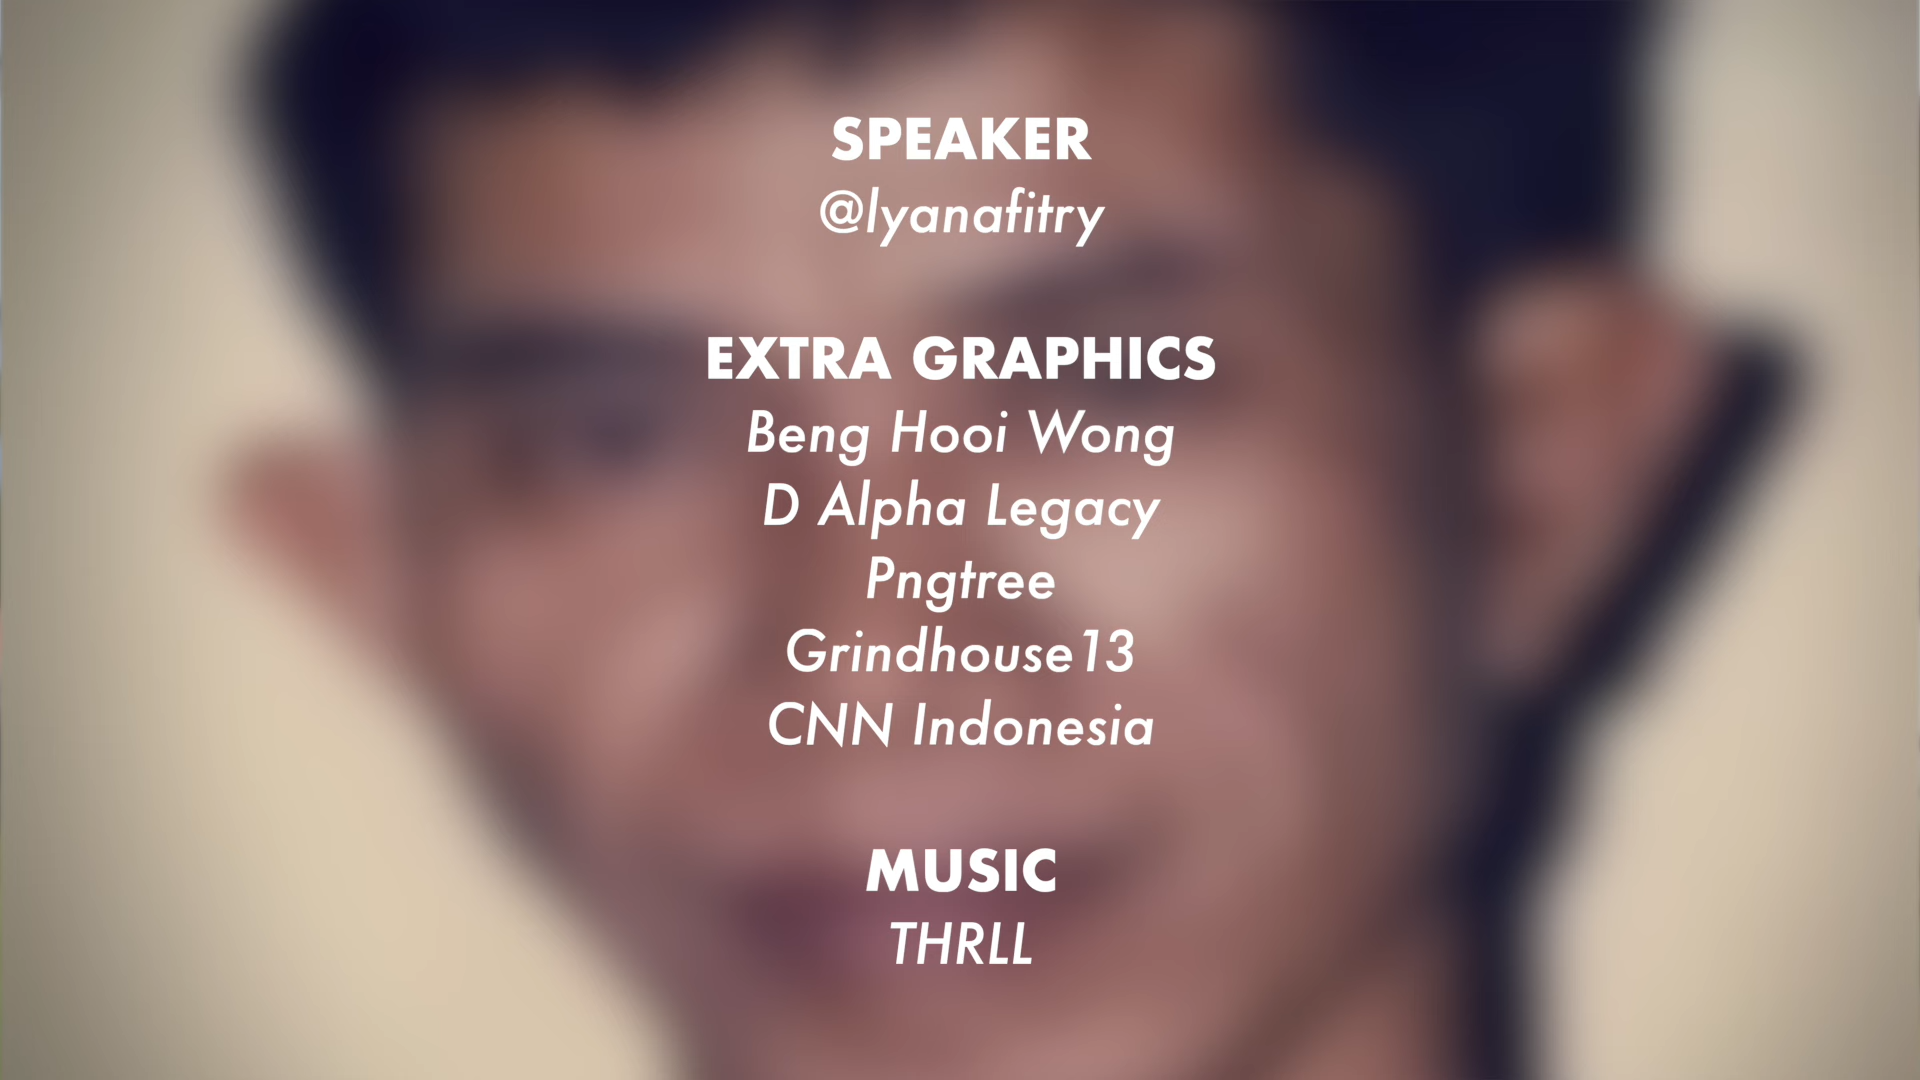 SPEAKER
@lyanafitry
EXTRA GRAPHICS
Beng Hooi Wong
D Alpha Legacy
Pngtree
Grindhouse13
CNN Indonesia
MUSIC
THRLL